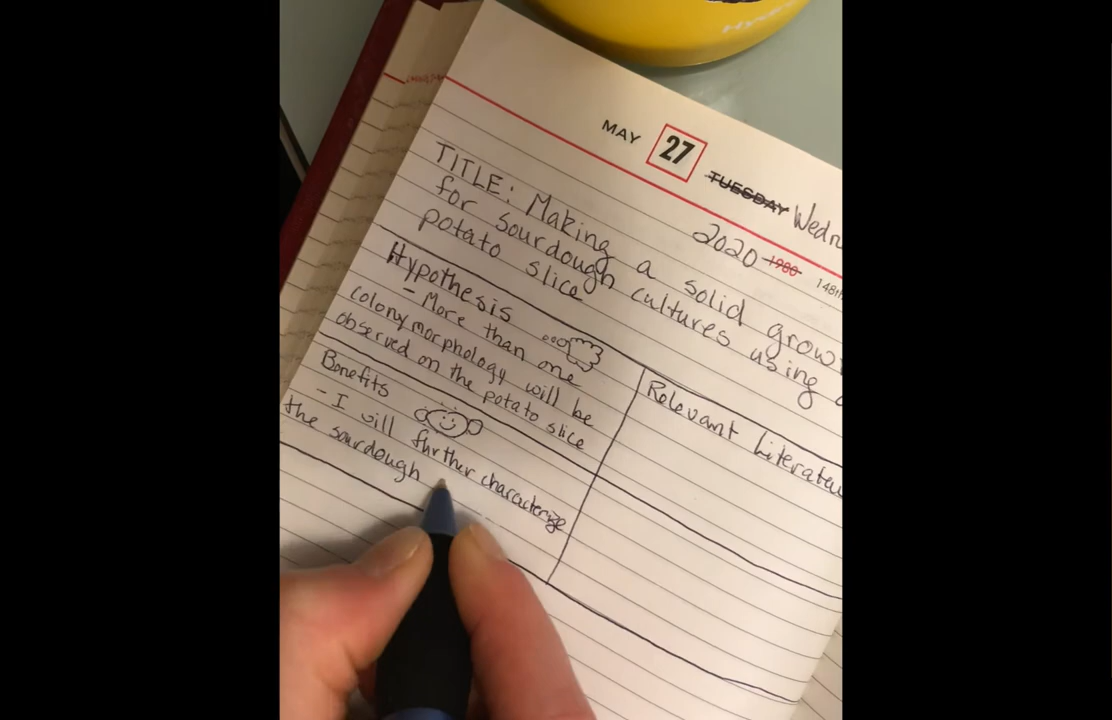 MAY 27 TUESDAY Wedn
2020 1980 148th
TITLE: Making a solid grow
for sourdough cultures using a
potato slice
Hypothesis
- More than one
colony morphology will be
observed on the potato slice
Benefits
- I will further characterize
the sourdough
Relevant Literatu